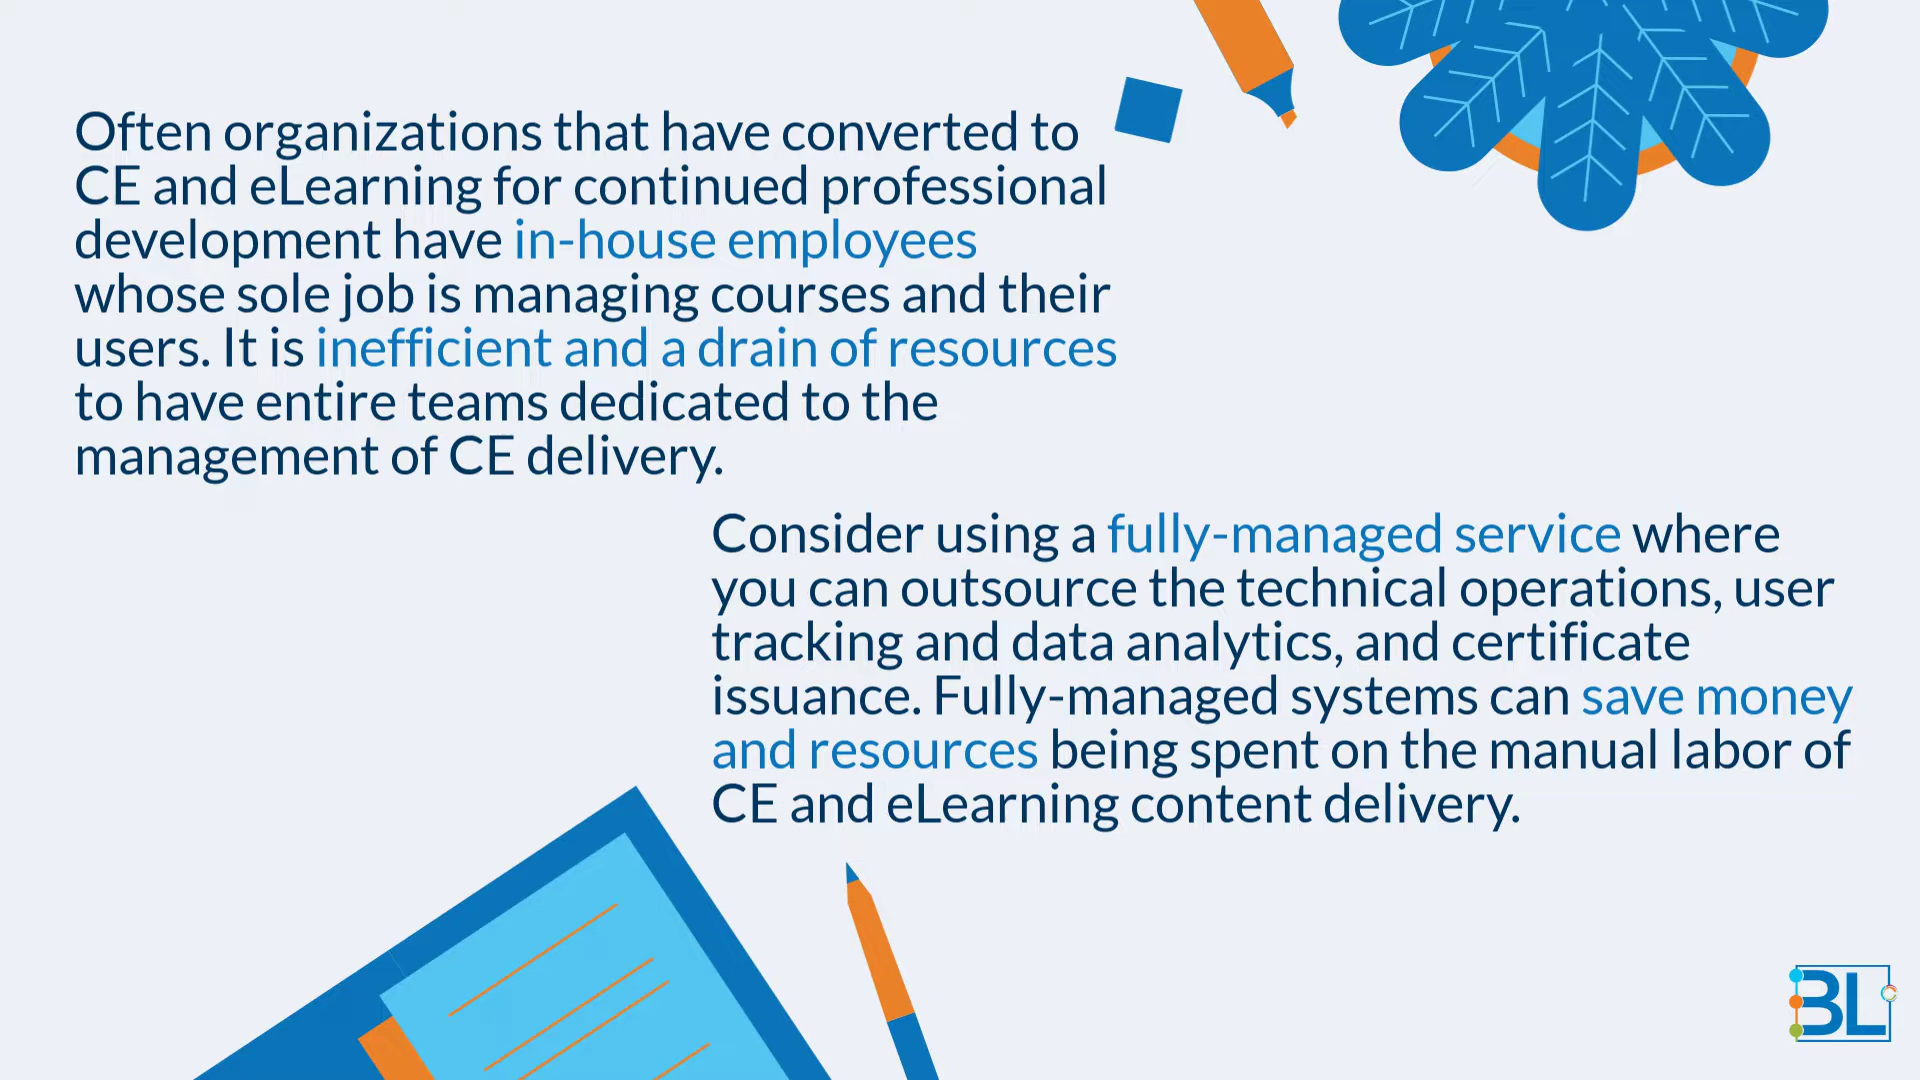 Often organizations that have converted to
CE and eLearning for continued professional
development have in-house employees
whose sole job is managing courses and their
users. It is inefficient and a drain of resources
to have entire teams dedicated to the
management of CE delivery.
Consider using a fully-managed service where
you can outsource the technical operations, user
tracking and data analytics, and certificate
issuance. Fully-managed systems can save money
and resources being spent on the manual labor of
CE and eLearning content delivery.
BL